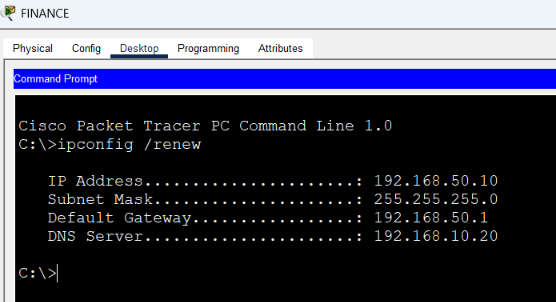 FINANCE
Physical Config Desktop Programming Attributes
Command Prompt
Cisco Packet Tracer PC Command Line 1.0
C:\>ipconfig /renew
IP Address......................: 192.168.50.10
Subnet Mask.....................: 255.255.255.0
Default Gateway.................: 192.168.50.1
DNS Server......................: 192.168.10.20
C:\>